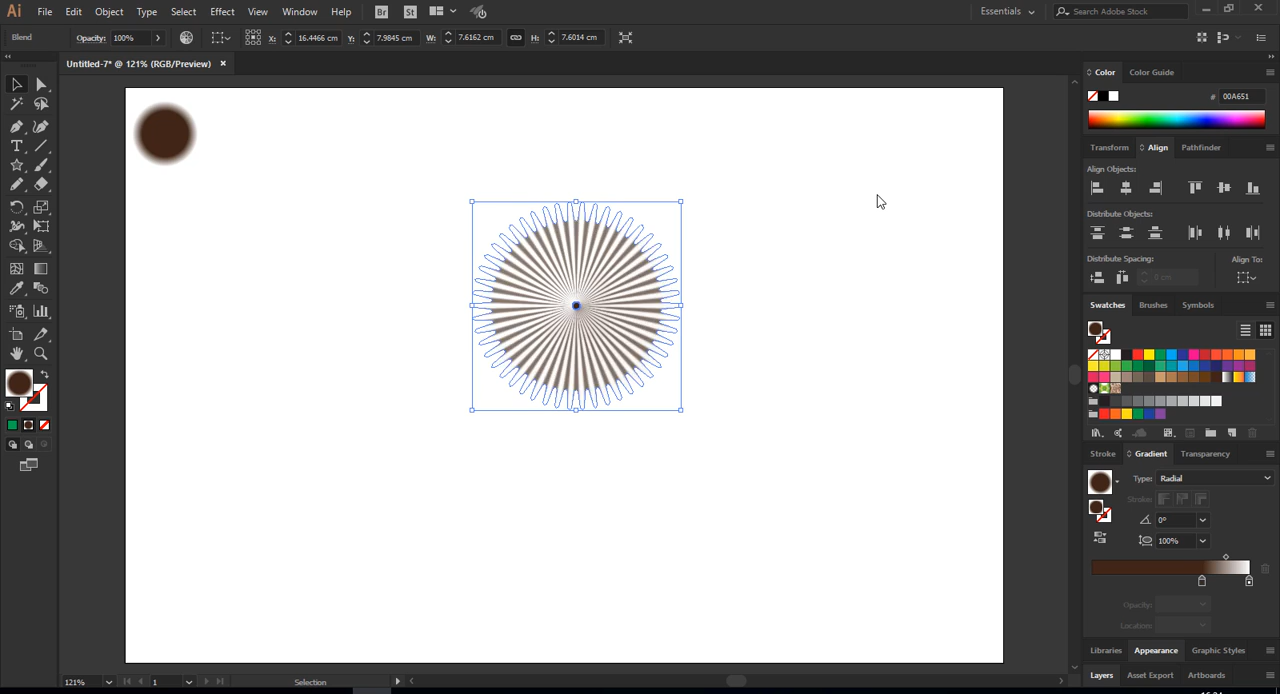 Ai File Edit Object Type Select Effect View Window Help Br St Essentials Search Adobe Stock
Blend Opacity: 100% X: 16.4466 cm Y: 7.9845 cm W: 7.6162 cm H: 7.6014 cm
Untitled-7* @ 121% (RGB/Preview) ×
Color Color Guide
# 00A651
Transform Align Pathfinder
Align Objects:
Distribute Objects:
Distribute Spacing: Align To:
0 cm
Swatches Brushes Symbols
Stroke Gradient Transparency
Type: Radial
Stroke:
0°
100%
Opacity:
Location:
Libraries Appearance Graphic Styles
Layers Asset Export Artboards
121% 1 Selection